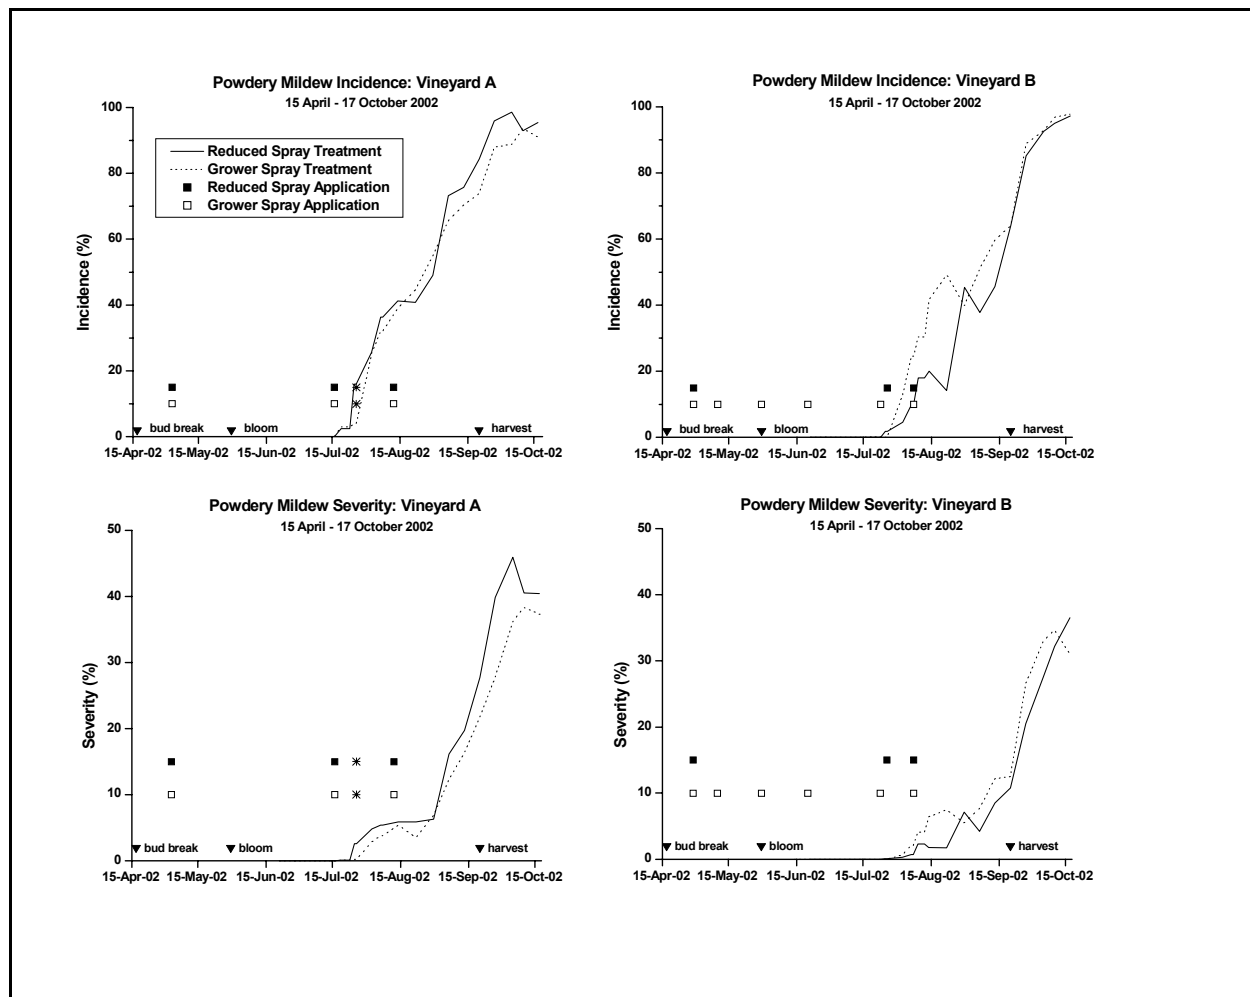 Powdery Mildew Incidence: Vineyard A
15 April - 17 October 2002
100
80
60
40
20
0
Incidence (%)
Reduced Spray Treatment
Grower Spray Treatment
Reduced Spray Application
Grower Spray Application
bud break
bloom
harvest
15-Apr-02 15-May-02 15-Jun-02 15-Jul-02 15-Aug-02 15-Sep-02 15-Oct-02
Powdery Mildew Incidence: Vineyard B
15 April - 17 October 2002
100
80
60
40
20
0
Incidence (%)
bud break
bloom
harvest
15-Apr-02 15-May-02 15-Jun-02 15-Jul-02 15-Aug-02 15-Sep-02 15-Oct-02
Powdery Mildew Severity: Vineyard A
15 April - 17 October 2002
50
40
30
20
10
0
Severity (%)
bud break
bloom
harvest
15-Apr-02 15-May-02 15-Jun-02 15-Jul-02 15-Aug-02 15-Sep-02 15-Oct-02
Powdery Mildew Severity: Vineyard B
15 April - 17 October 2002
50
40
30
20
10
0
Severity (%)
bud break
bloom
harvest
15-Apr-02 15-May-02 15-Jun-02 15-Jul-02 15-Aug-02 15-Sep-02 15-Oct-02